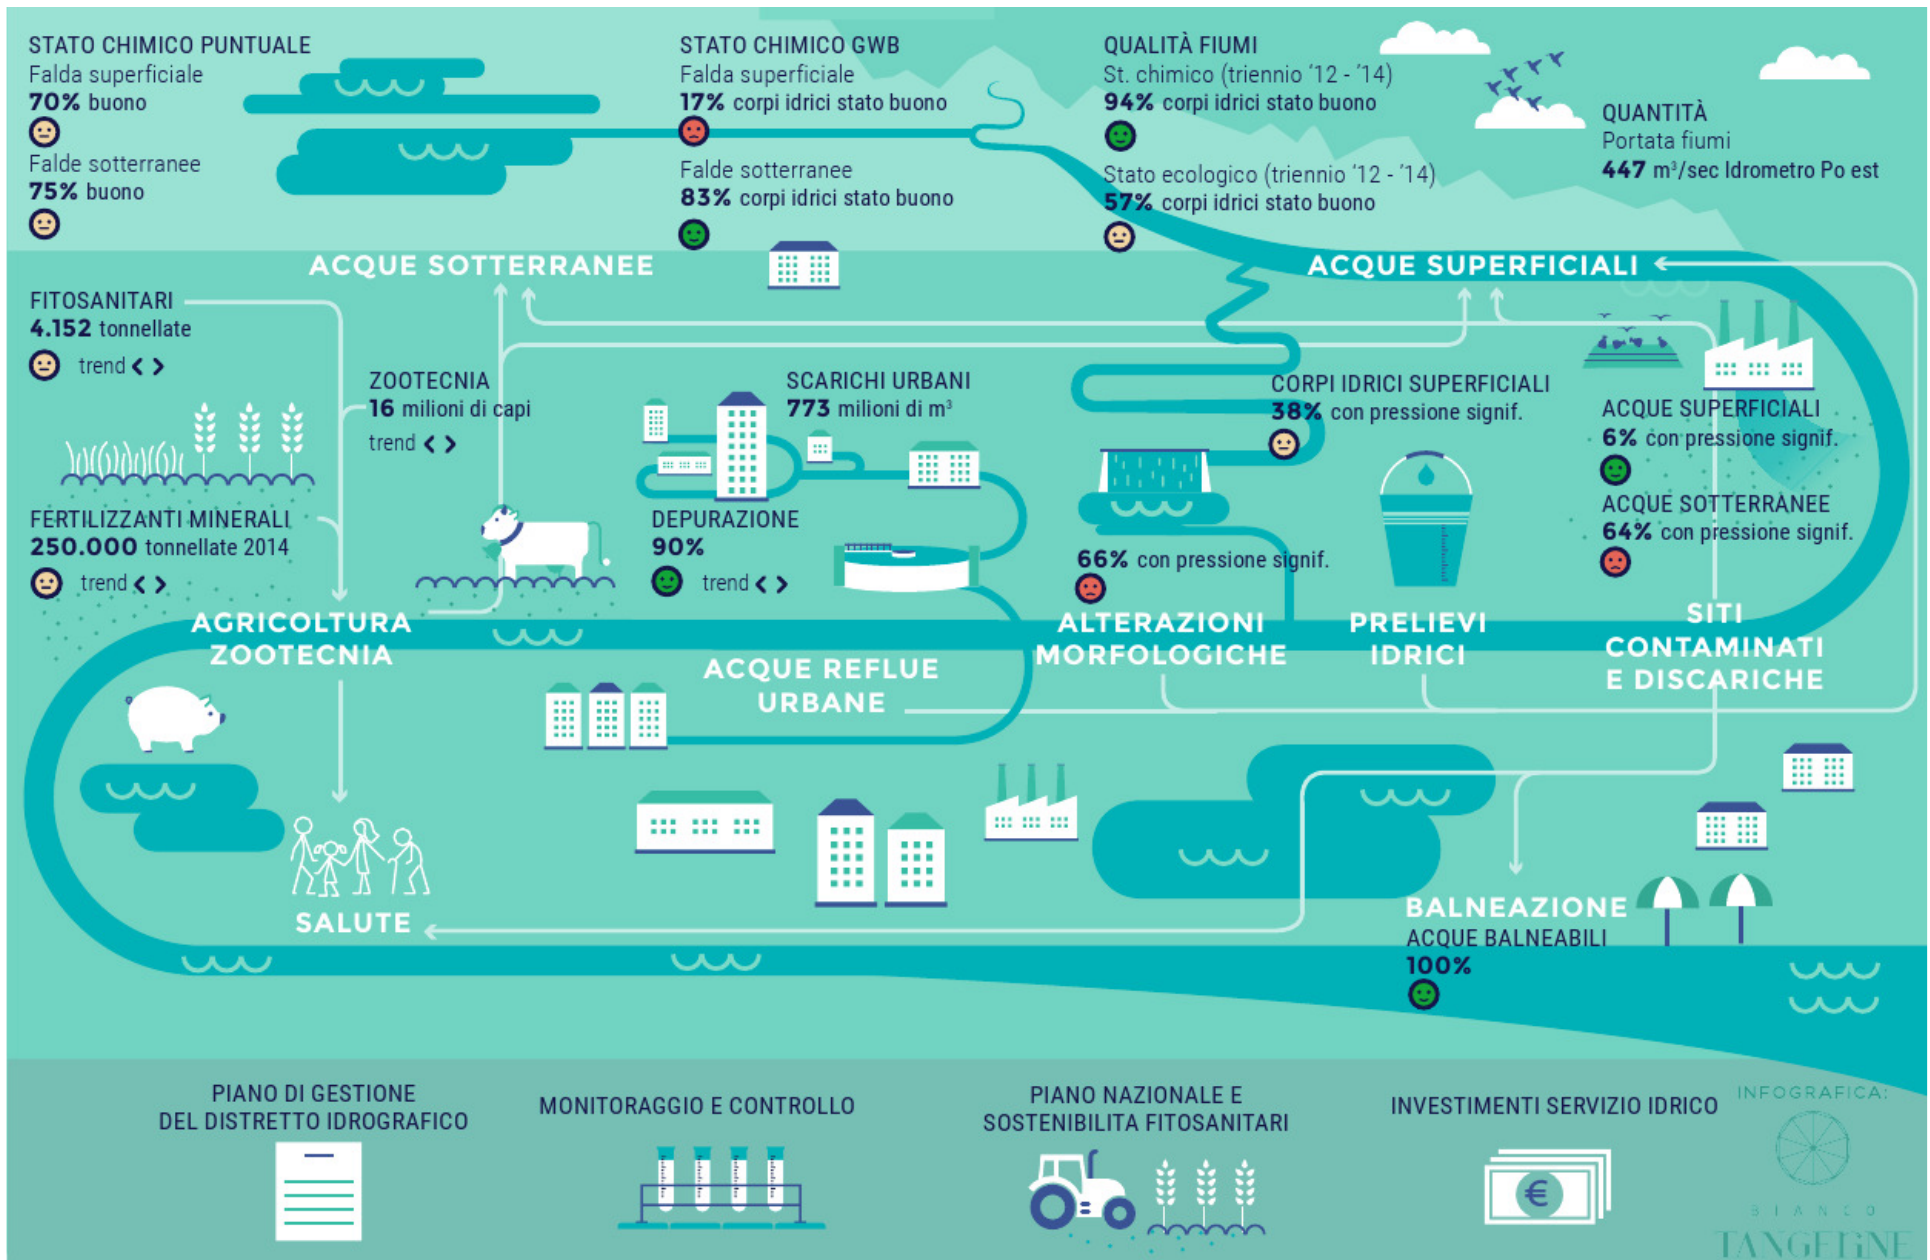 STATO CHIMICO PUNTUALE
Falda superficiale
70% buono
Falde sotterranee
75% buono
STATO CHIMICO GWB
Falda superficiale
17% corpi idrici stato buono
Falde sotterranee
83% corpi idrici stato buono
QUALITÀ FIUMI
St. chimico (triennio '12 - '14)
94% corpi idrici stato buono
Stato ecologico (triennio '12 - '14)
57% corpi idrici stato buono
QUANTITÀ
Portata fiumi
447 m³/sec Idrometro Po est
ACQUE SOTTERRANEE
ACQUE SUPERFICIALI
FITOSANITARI
4.152 tonnellate
trend < >
ZOOTECNIA
16 milioni di capi
trend < >
FERTILIZZANTI MINERALI
250.000 tonnellate 2014
trend < >
SCARICHI URBANI
773 milioni di m³
DEPURAZIONE
90%
trend < >
CORPI IDRICI SUPERFICIALI
38% con pressione signif.
66% con pressione signif.
ACQUE SUPERFICIALI
6% con pressione signif.
ACQUE SOTTERRANEE
64% con pressione signif.
AGRICOLTURA
ZOOTECNIA
ACQUE REFLUE
URBANE
ALTERAZIONI
MORFOLOGICHE
PRELIEVI
IDRICI
SITI
CONTAMINATI
E DISCARICHE
SALUTE
BALNEAZIONE
ACQUE BALNEABILI
100%
PIANO DI GESTIONE
DEL DISTRETTO IDROGRAFICO
MONITORAGGIO E CONTROLLO
PIANO NAZIONALE E
SOSTENIBILITA FITOSANITARI
INVESTIMENTI SERVIZIO IDRICO
€
INFOGRAFICA:
BIANCO
TANGERINE